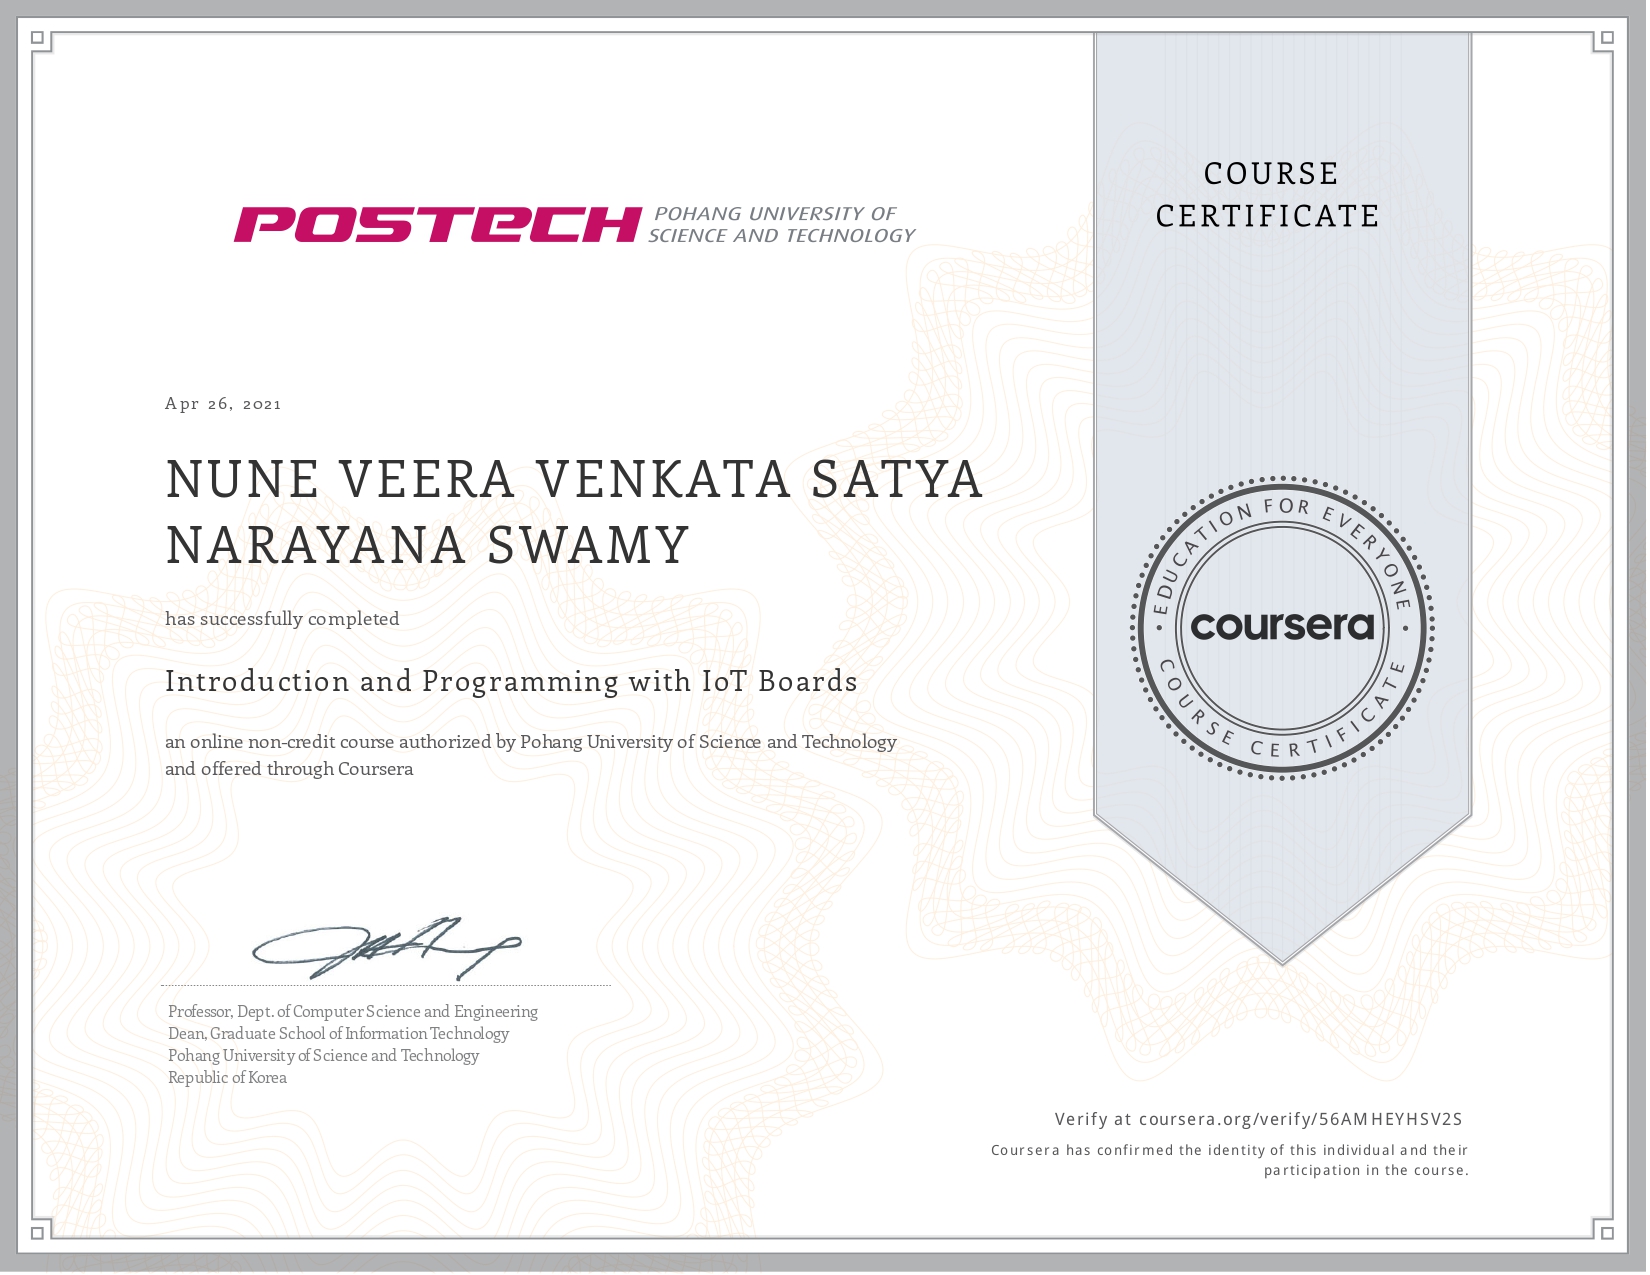 POSTECH POHANG UNIVERSITY OF
SCIENCE AND TECHNOLOGY
COURSE
CERTIFICATE
Apr 26, 2021
NUNE VEERA VENKATA SATYA
NARAYANA SWAMY
has successfully completed
Introduction and Programming with IoT Boards
an online non-credit course authorized by Pohang University of Science and Technology
and offered through Coursera
EDUCATION FOR EVERYONE
coursera
COURSE CERTIFICATE
Professor, Dept. of Computer Science and Engineering
Dean, Graduate School of Information Technology
Pohang University of Science and Technology
Republic of Korea
Verify at coursera.org/verify/56AMHEYHSV2S
Coursera has confirmed the identity of this individual and their
participation in the course.